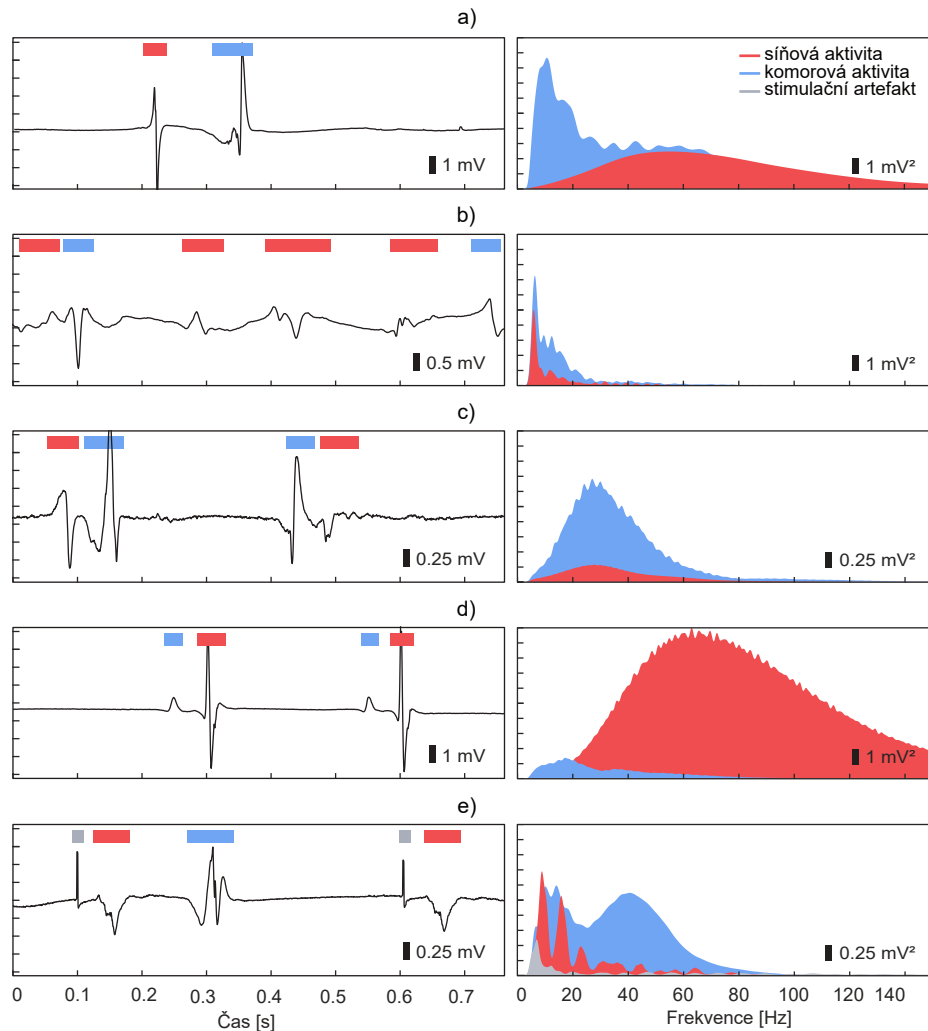 a)
síňová aktivita
komorová aktivita
stimulační artefakt
1 mV
1 mV²
b)
0.5 mV
1 mV²
c)
0.25 mV
0.25 mV²
d)
1 mV
1 mV²
e)
0.25 mV
0.25 mV²
0 0.1 0.2 0.3 0.4 0.5 0.6 0.7
0 20 40 60 80 100 120 140
Čas [s]
Frekvence [Hz]